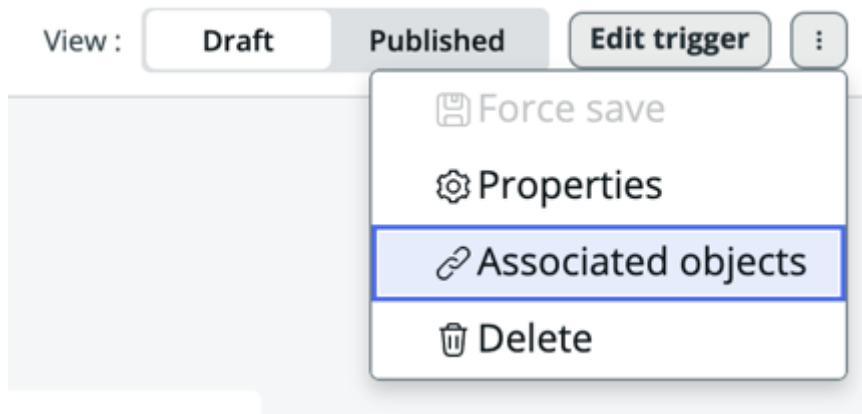 View : Draft Published Edit trigger
Force save
Properties
Associated objects
Delete